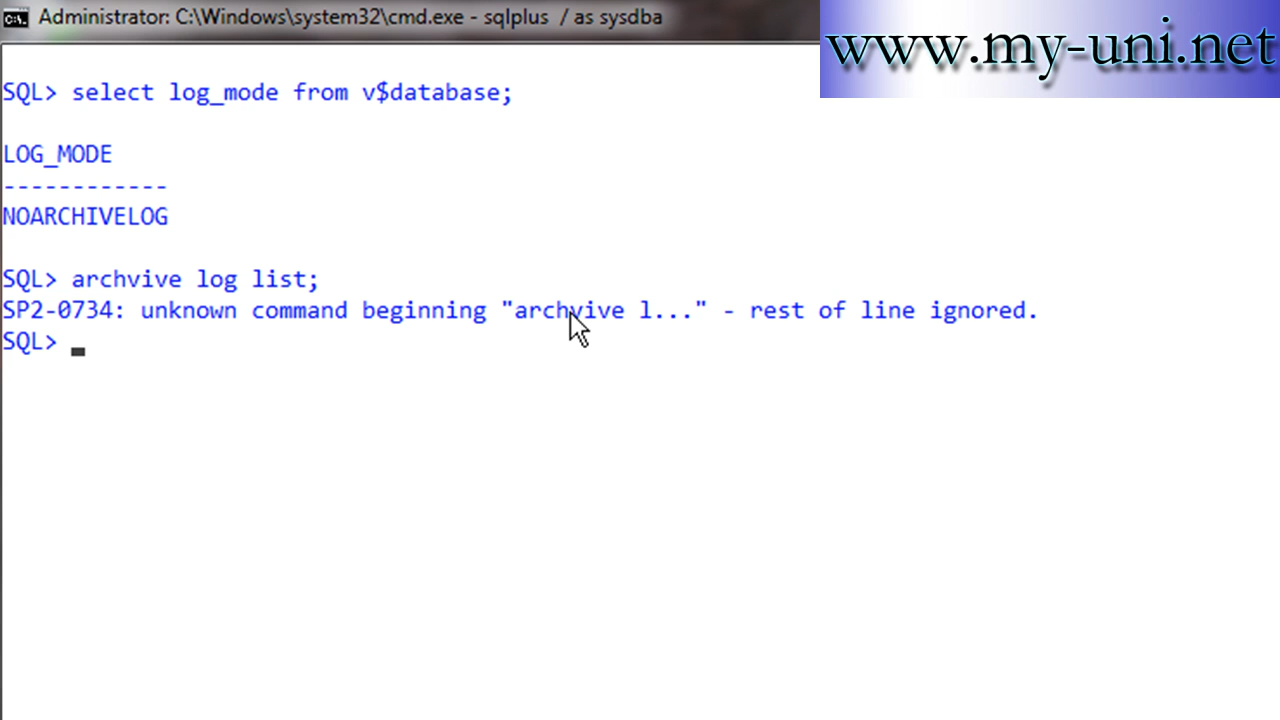 Administrator: C:\Windows\system32\cmd.exe - sqlplus / as sysdba
www.my-uni.net
SQL> select log_mode from v$database;
LOG_MODE
------------
NOARCHIVELOG
SQL> archvive log list;
SP2-0734: unknown command beginning "archvive l..." - rest of line ignored.
SQL>